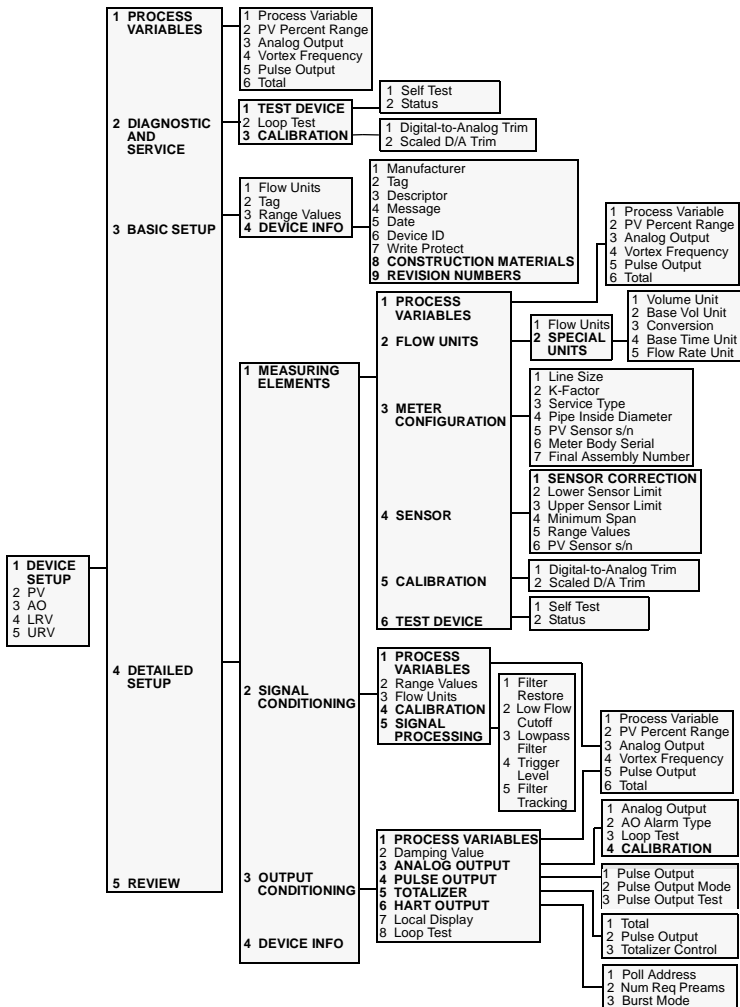 1 DEVICE
SETUP
2 PV
3 AO
4 LRV
5 URV
1 PROCESS
VARIABLES
2 DIAGNOSTIC
AND
SERVICE
3 BASIC SETUP
4 DETAILED
SETUP
5 REVIEW
1 Process Variable
2 PV Percent Range
3 Analog Output
4 Vortex Frequency
5 Pulse Output
6 Total
1 TEST DEVICE
2 Loop Test
3 CALIBRATION
1 Self Test
2 Status
1 Digital-to-Analog Trim
2 Scaled D/A Trim
1 Flow Units
2 Tag
3 Range Values
4 DEVICE INFO
1 Manufacturer
2 Tag
3 Descriptor
4 Message
5 Date
6 Device ID
7 Write Protect
8 CONSTRUCTION MATERIALS
9 REVISION NUMBERS
1 MEASURING
ELEMENTS
2 SIGNAL
CONDITIONING
3 OUTPUT
CONDITIONING
4 DEVICE INFO
1 PROCESS
VARIABLES
2 FLOW UNITS
3 METER
CONFIGURATION
4 SENSOR
5 CALIBRATION
6 TEST DEVICE
1 Process Variable
2 PV Percent Range
3 Analog Output
4 Vortex Frequency
5 Pulse Output
6 Total
1 Flow Units
2 SPECIAL
UNITS
1 Volume Unit
2 Base Vol Unit
3 Conversion
4 Base Time Unit
5 Flow Rate Unit
1 Line Size
2 K-Factor
3 Service Type
4 Pipe Inside Diameter
5 PV Sensor s/n
6 Meter Body Serial
7 Final Assembly Number
1 SENSOR CORRECTION
2 Lower Sensor Limit
3 Upper Sensor Limit
4 Minimum Span
5 Range Values
6 PV Sensor s/n
1 Digital-to-Analog Trim
2 Scaled D/A Trim
1 Self Test
2 Status
1 PROCESS
VARIABLES
2 Range Values
3 Flow Units
4 CALIBRATION
5 SIGNAL
PROCESSING
1 Filter
Restore
2 Low Flow
Cutoff
3 Lowpass
Filter
4 Trigger
Level
5 Filter
Tracking
1 Process Variable
2 PV Percent Range
3 Analog Output
4 Vortex Frequency
5 Pulse Output
6 Total
1 PROCESS VARIABLES
2 Damping Value
3 ANALOG OUTPUT
4 PULSE OUTPUT
5 TOTALIZER
6 HART OUTPUT
7 Local Display
8 Loop Test
1 Analog Output
2 AO Alarm Type
3 Loop Test
4 CALIBRATION
1 Pulse Output
2 Pulse Output Mode
3 Pulse Output Test
1 Total
2 Pulse Output
3 Totalizer Control
1 Poll Address
2 Num Req Preams
3 Burst Mode